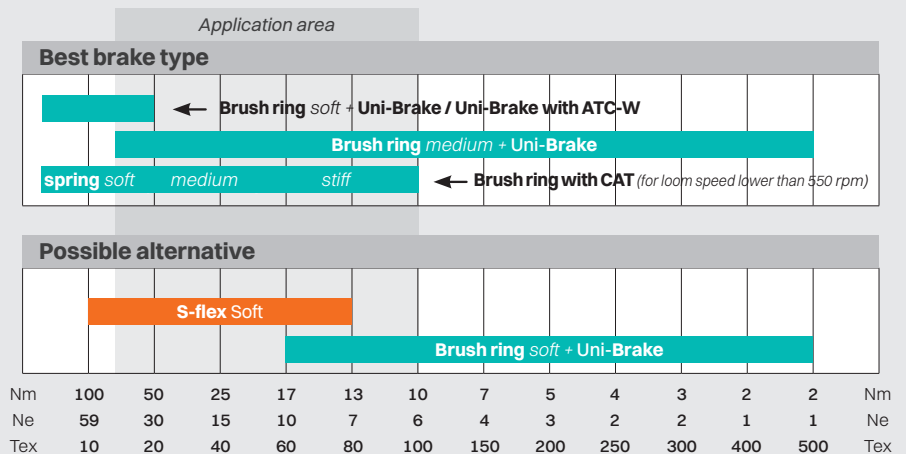 Application area
Best brake type
Brush ring soft + Uni-Brake / Uni-Brake with ATC-W
Brush ring medium + Uni-Brake
spring soft medium stiff
Brush ring with CAT (for loom speed lower than 550 rpm)
Possible alternative
S-flex Soft
Brush ring soft + Uni-Brake
Nm 100 50 25 17 13 10 7 5 4 3 2 2 Nm
Ne 59 30 15 10 7 6 4 3 2 2 1 1 Ne
Tex 10 20 40 60 80 100 150 200 250 300 400 500 Tex